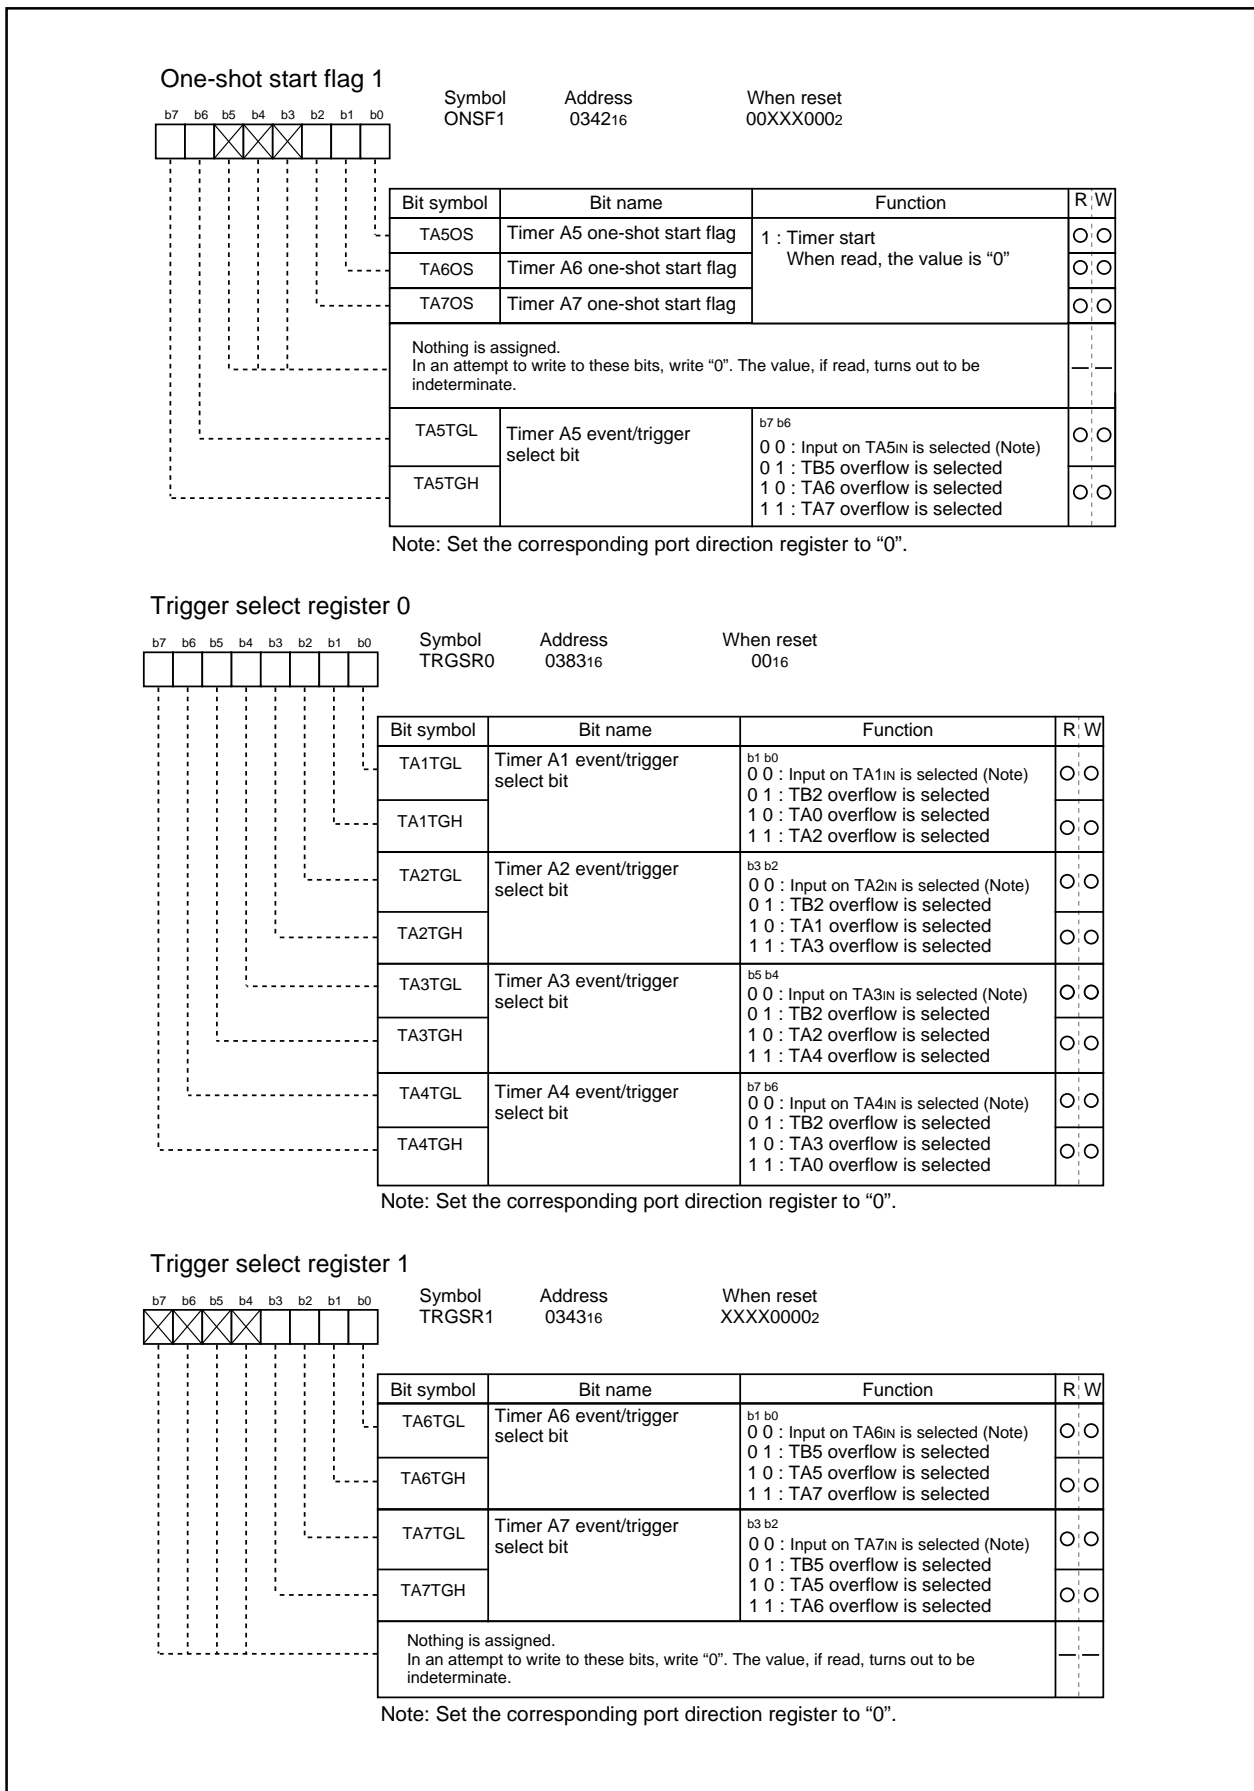 One-shot start flag 1
Symbol Address When reset
b7 b6 b5 b4 b3 b2 b1 b0
ONSF1 034216 00XXX0002
Bit symbol Bit name Function R W
TA5OS Timer A5 one-shot start flag 1 : Timer start
When read, the value is “0”
TA6OS Timer A6 one-shot start flag
TA7OS Timer A7 one-shot start flag
Nothing is assigned.
In an attempt to write to these bits, write “0”. The value, if read, turns out to be
indeterminate.
TA5TGL Timer A5 event/trigger
select bit
TA5TGH
b7 b6
0 0 : Input on TA5IN is selected (Note)
0 1 : TB5 overflow is selected
1 0 : TA6 overflow is selected
1 1 : TA7 overflow is selected
Note: Set the corresponding port direction register to “0”.
Trigger select register 0
Symbol Address When reset
b7 b6 b5 b4 b3 b2 b1 b0
TRGSR0 038316 0016
Bit symbol Bit name Function R W
TA1TGL Timer A1 event/trigger
select bit
TA1TGH
b1 b0
0 0 : Input on TA1IN is selected (Note)
0 1 : TB2 overflow is selected
1 0 : TA0 overflow is selected
1 1 : TA2 overflow is selected
TA2TGL Timer A2 event/trigger
select bit
TA2TGH
b3 b2
0 0 : Input on TA2IN is selected (Note)
0 1 : TB2 overflow is selected
1 0 : TA1 overflow is selected
1 1 : TA3 overflow is selected
TA3TGL Timer A3 event/trigger
select bit
TA3TGH
b5 b4
0 0 : Input on TA3IN is selected (Note)
0 1 : TB2 overflow is selected
1 0 : TA2 overflow is selected
1 1 : TA4 overflow is selected
TA4TGL Timer A4 event/trigger
select bit
TA4TGH
b7 b6
0 0 : Input on TA4IN is selected (Note)
0 1 : TB2 overflow is selected
1 0 : TA3 overflow is selected
1 1 : TA0 overflow is selected
Note: Set the corresponding port direction register to “0”.
Trigger select register 1
Symbol Address When reset
b7 b6 b5 b4 b3 b2 b1 b0
TRGSR1 034316 XXXX00002
Bit symbol Bit name Function R W
TA6TGL Timer A6 event/trigger
select bit
TA6TGH
b1 b0
0 0 : Input on TA6IN is selected (Note)
0 1 : TB5 overflow is selected
1 0 : TA5 overflow is selected
1 1 : TA7 overflow is selected
TA7TGL Timer A7 event/trigger
select bit
TA7TGH
b3 b2
0 0 : Input on TA7IN is selected (Note)
0 1 : TB5 overflow is selected
1 0 : TA5 overflow is selected
1 1 : TA6 overflow is selected
Nothing is assigned.
In an attempt to write to these bits, write “0”. The value, if read, turns out to be
indeterminate.
Note: Set the corresponding port direction register to “0”.